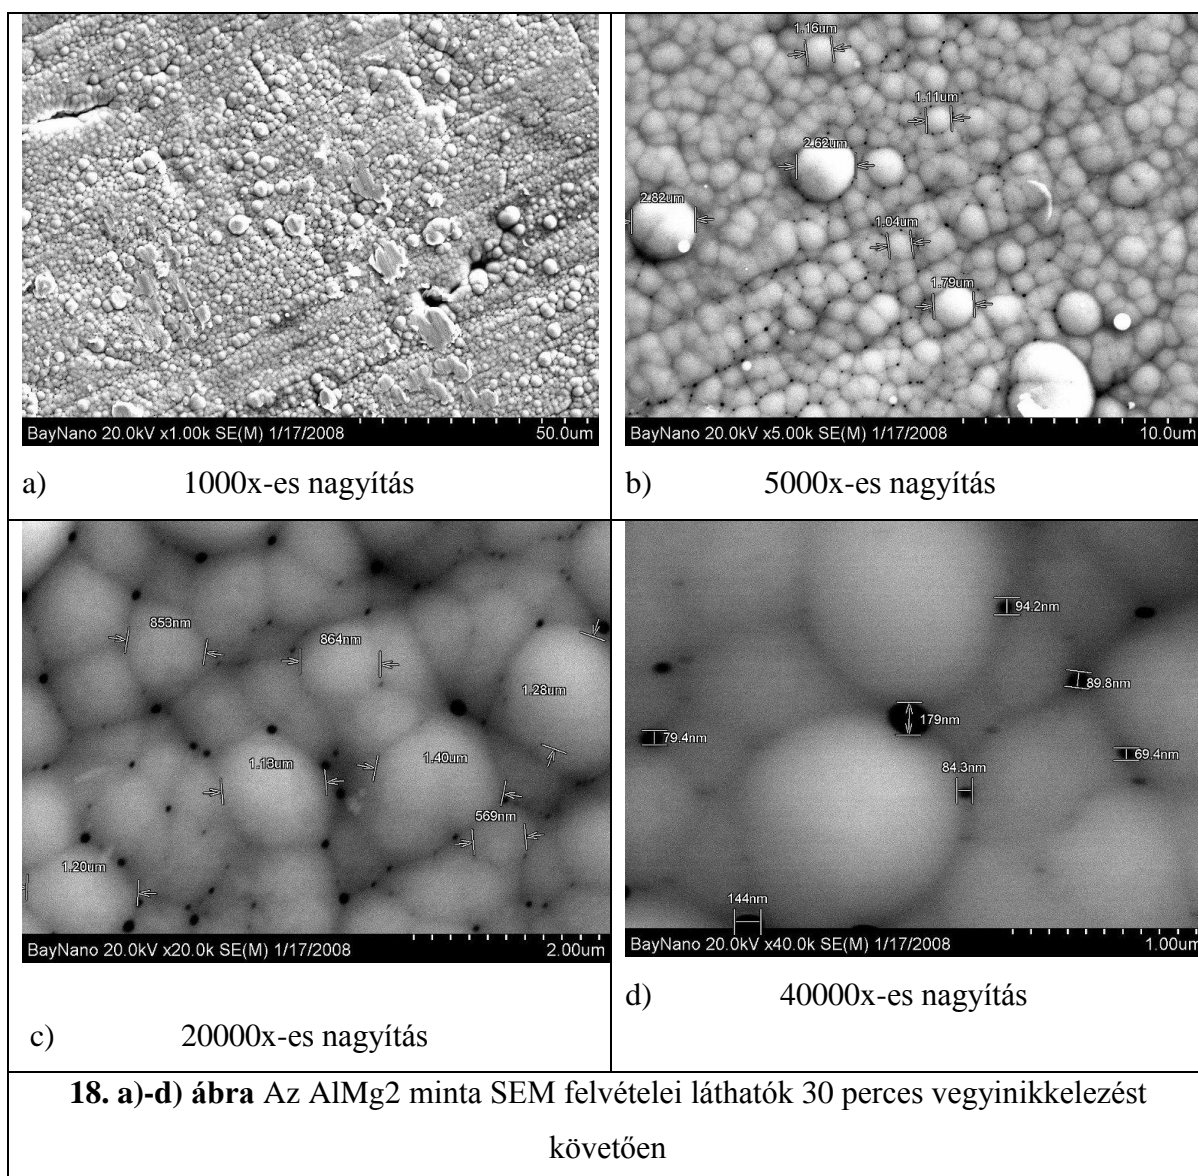 1.16um
1.11um
2.62um
2.82um
1.04um
1.79um
BayNano 20.0kV x1.00k SE(M) 1/17/2008 50.0um
BayNano 20.0kV x5.00k SE(M) 1/17/2008 10.0um
a) 1000x-es nagyítás
b) 5000x-es nagyítás
853nm
864nm
1.28um
1.13um
1.40um
569nm
1.20um
BayNano 20.0kV x20.0k SE(M) 1/17/2008 2.00um
94.2nm
89.8nm
179nm
79.4nm
69.4nm
84.3nm
144nm
BayNano 20.0kV x40.0k SE(M) 1/17/2008 1.00um
c) 20000x-es nagyítás
d) 40000x-es nagyítás
18. a)-d) ábra Az AlMg2 minta SEM felvételei láthatók 30 perces vegyinikkelezést
követően